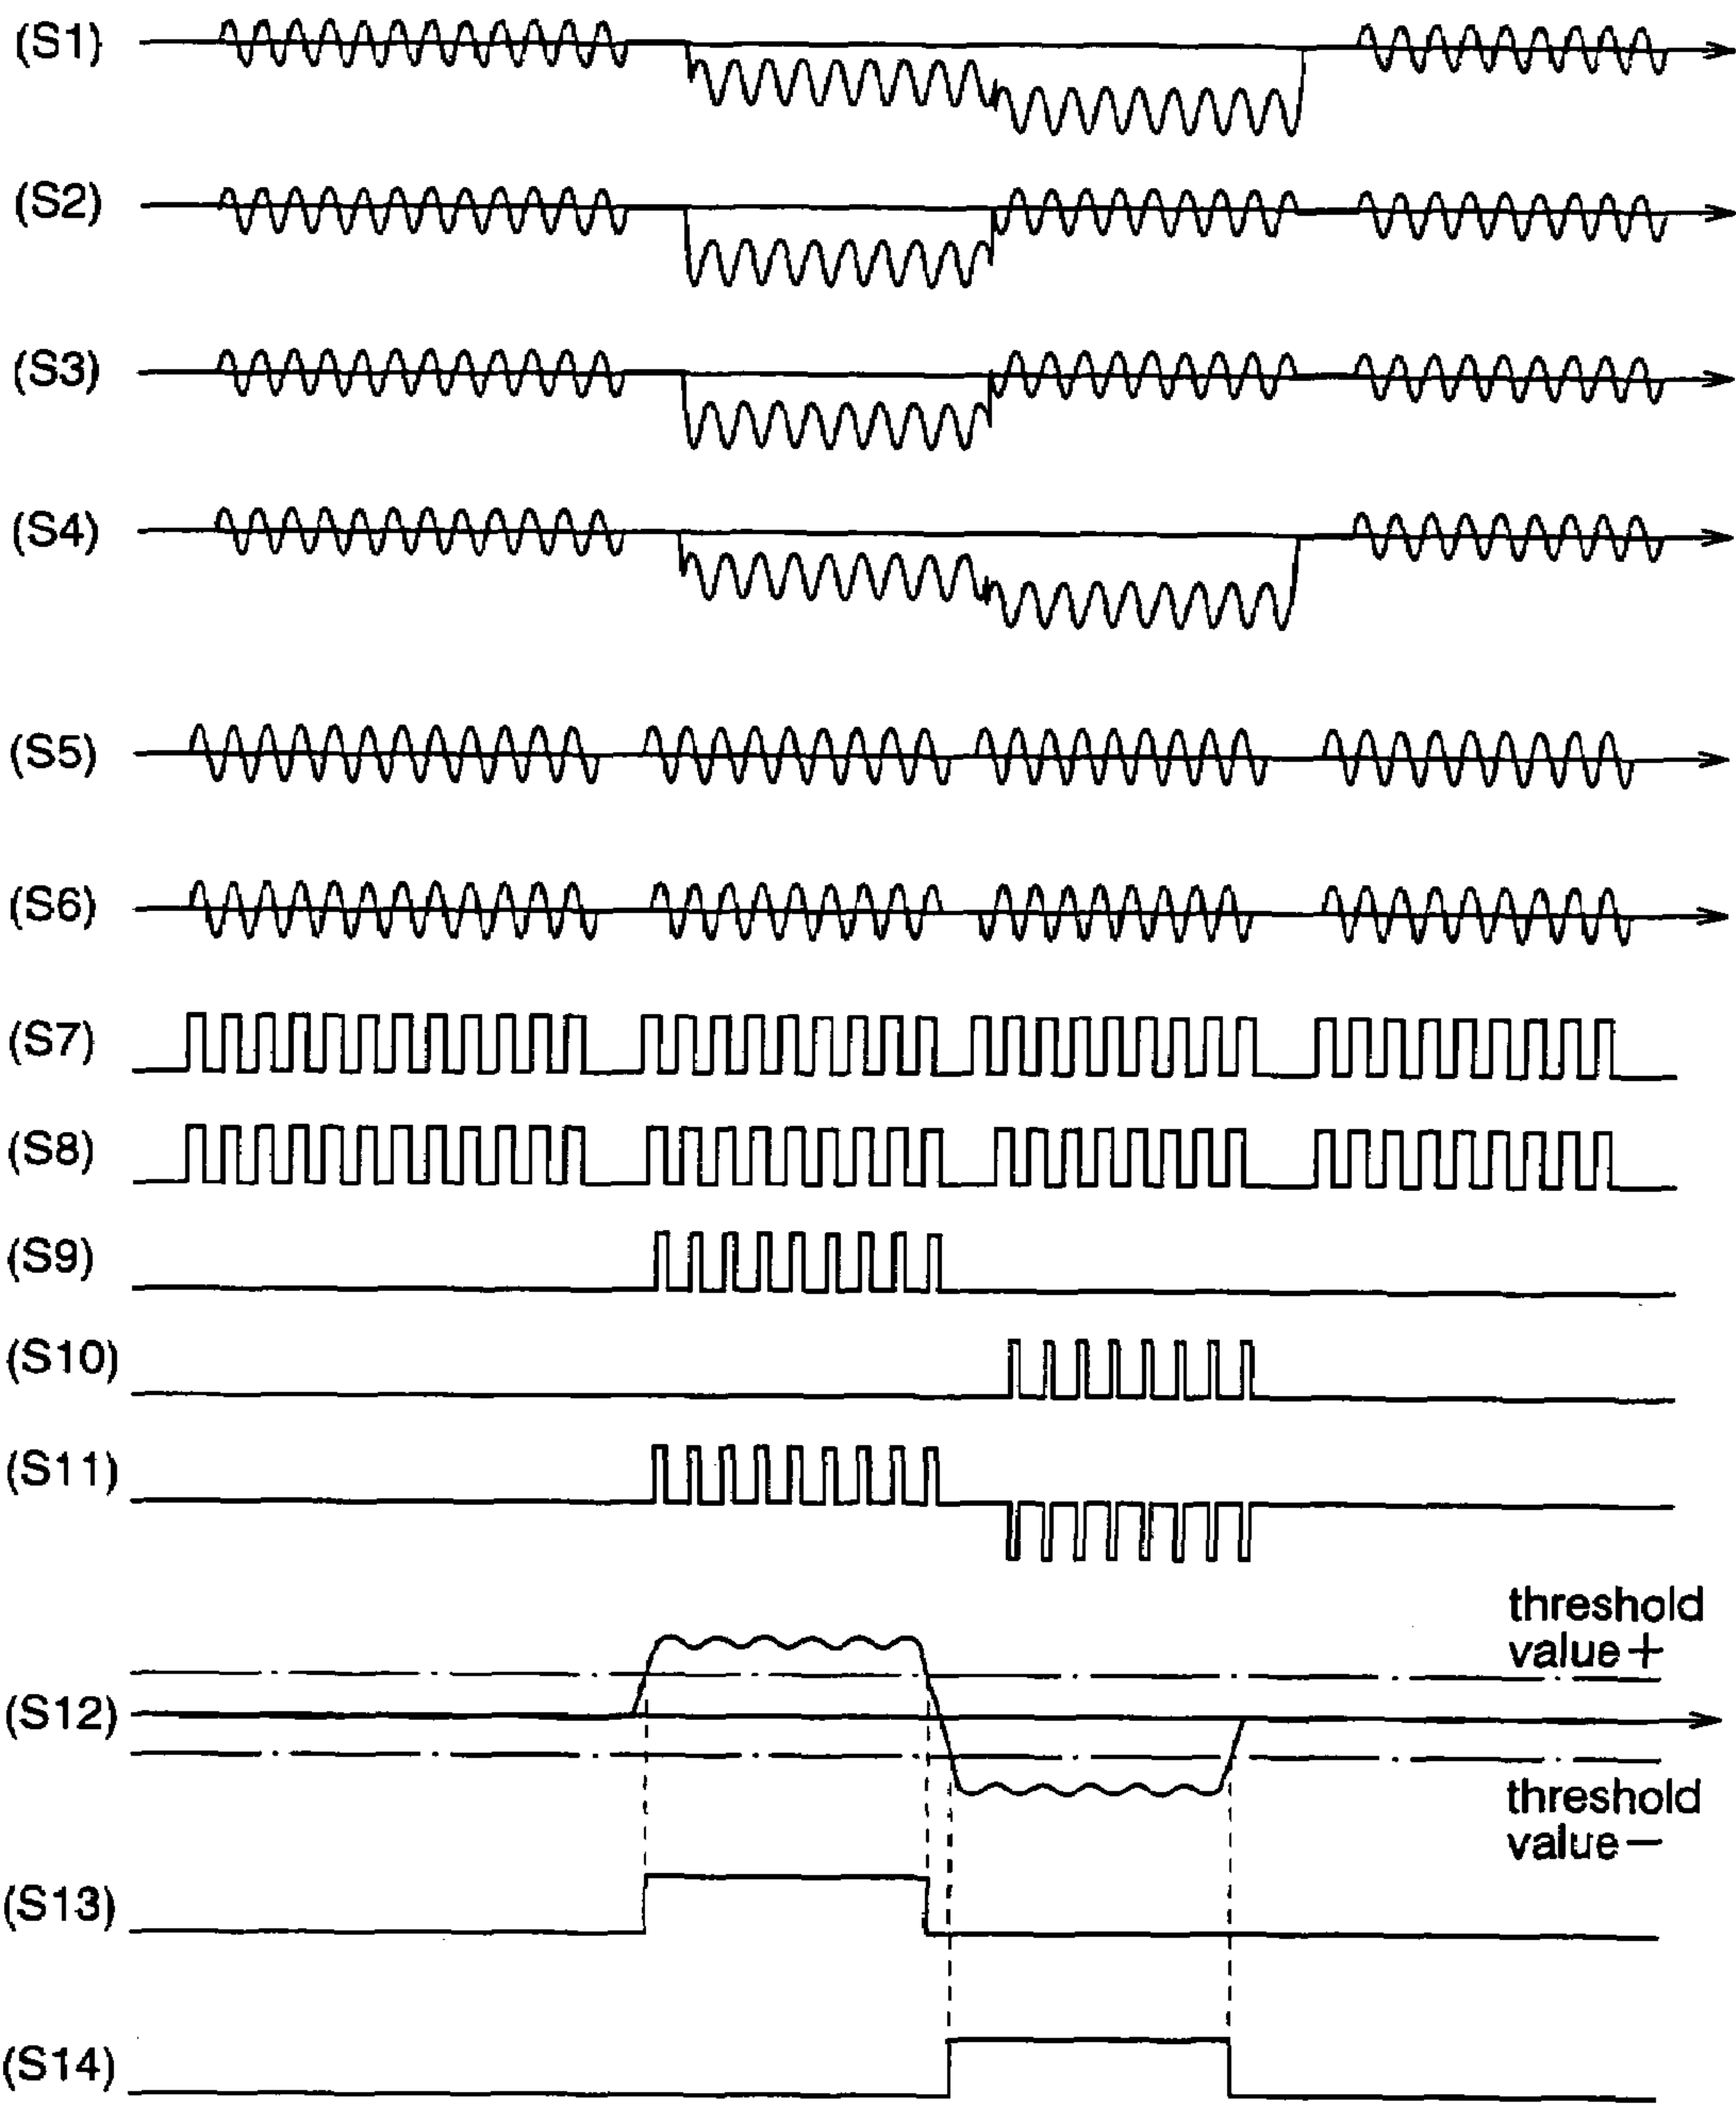 (S1)
(S2)
(S3)
(S4)
(S5)
(S6)
(S7)
(S8)
(S9)
(S10)
(S11)
threshold
value+
(S12)
threshold
value−
(S13)
(S14)